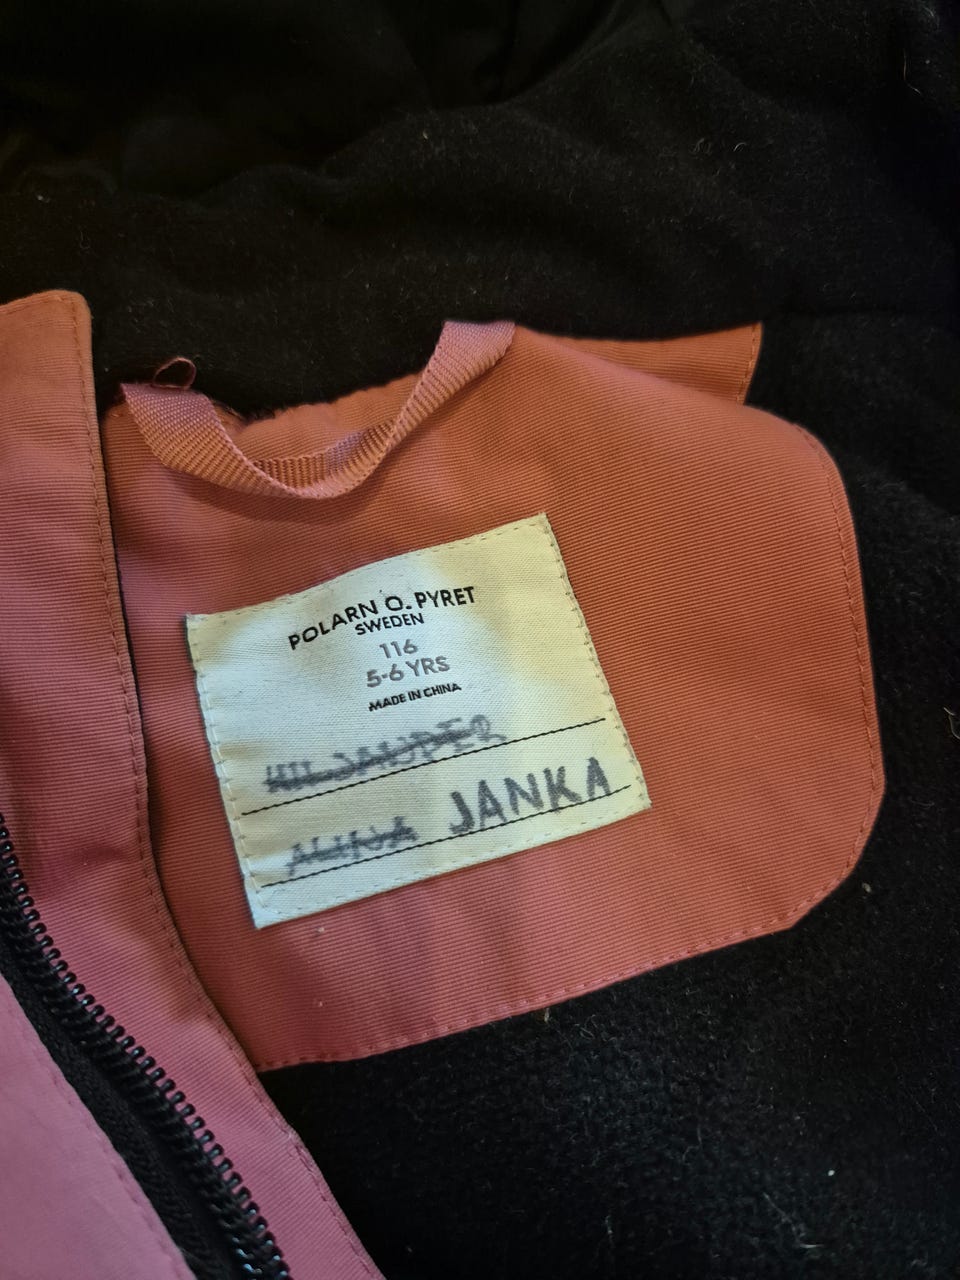 POLARN O. PYRET
SWEDEN
116
5-6 YRS
MADE IN CHINA
JANKA